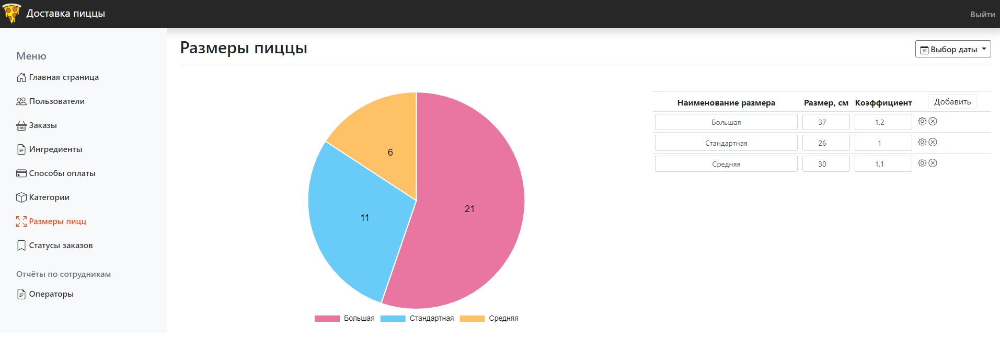 Доставка пиццы
Выйти
Меню
Главная страница
Пользователи
Заказы
Ингредиенты
Способы оплаты
Категории
Размеры пицц
Статусы заказов
Отчёты по сотрудникам
Операторы
Размеры пиццы
19 Выбор даты
6
11
21
Большая Стандартная Средняя
Наименование размера Размер, см Коэффициент Добавить
Большая 37 1,2
Стандартная 26 1
Средняя 30 1,1